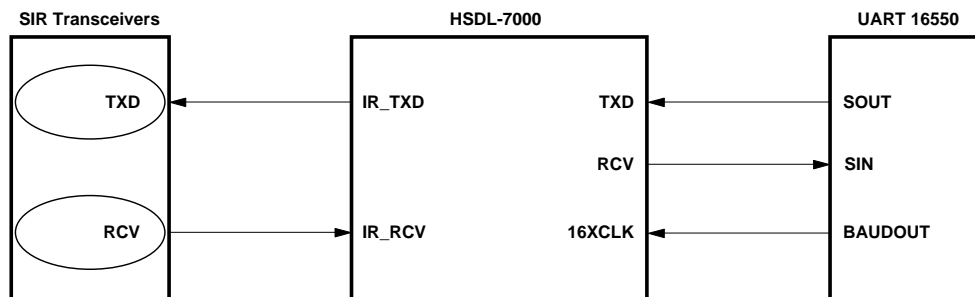 SIR Transceivers HSDL-7000 UART 16550
TXD IR_TXD TXD SOUT
RCV SIN
RCV IR_RCV 16XCLK BAUDOUT